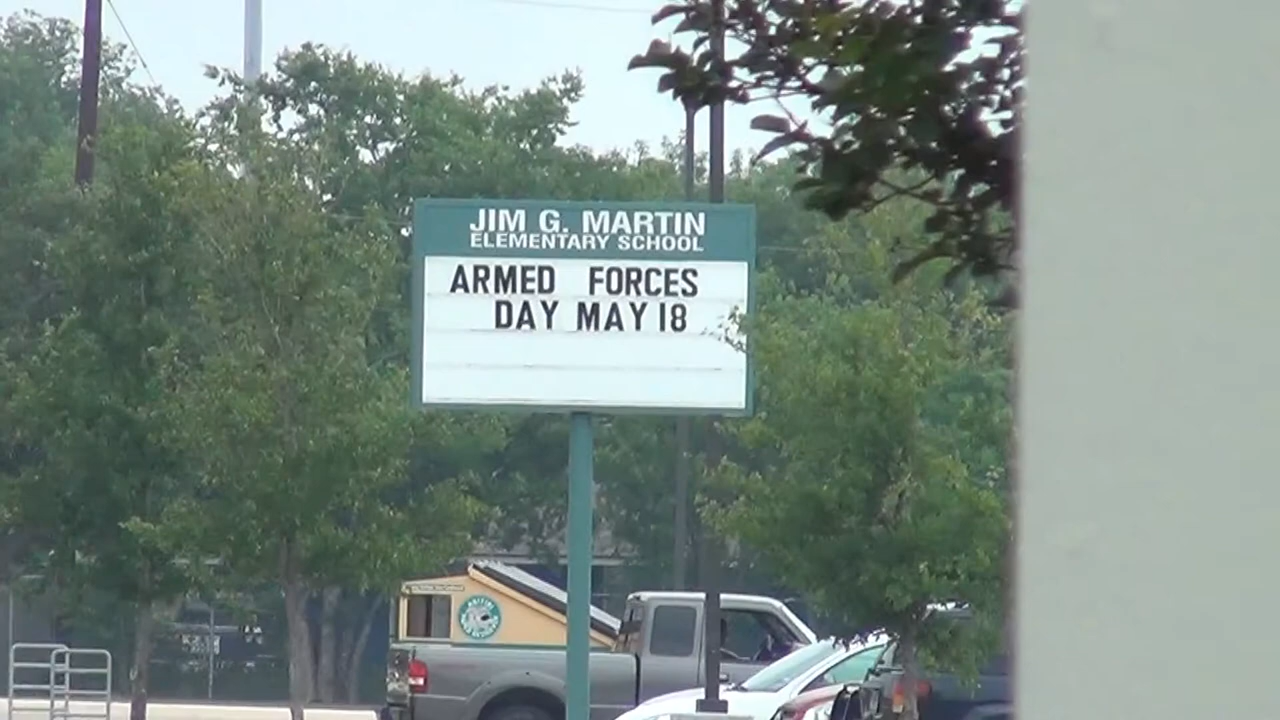 JIM G. MARTIN
ELEMENTARY SCHOOL
ARMED FORCES
DAY MAY 18